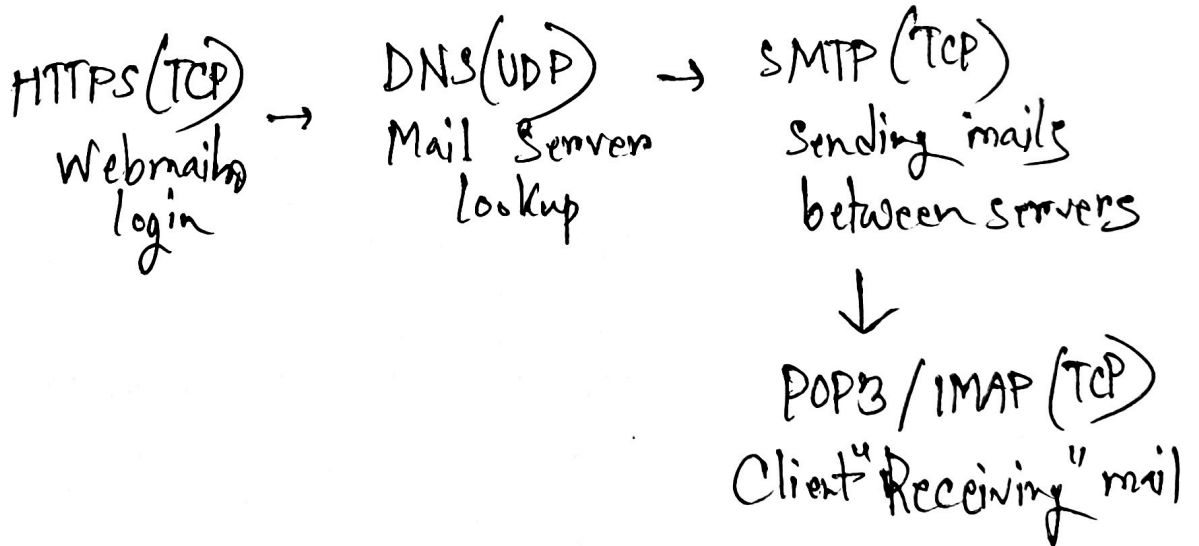 HTTPS (TCP) →
Webmail
login
DNS (UDP) →
Mail Server
lookup
SMTP (TCP)
Sending mails
between servers
↓
POP3 / IMAP (TCP)
Client "Receiving" mail